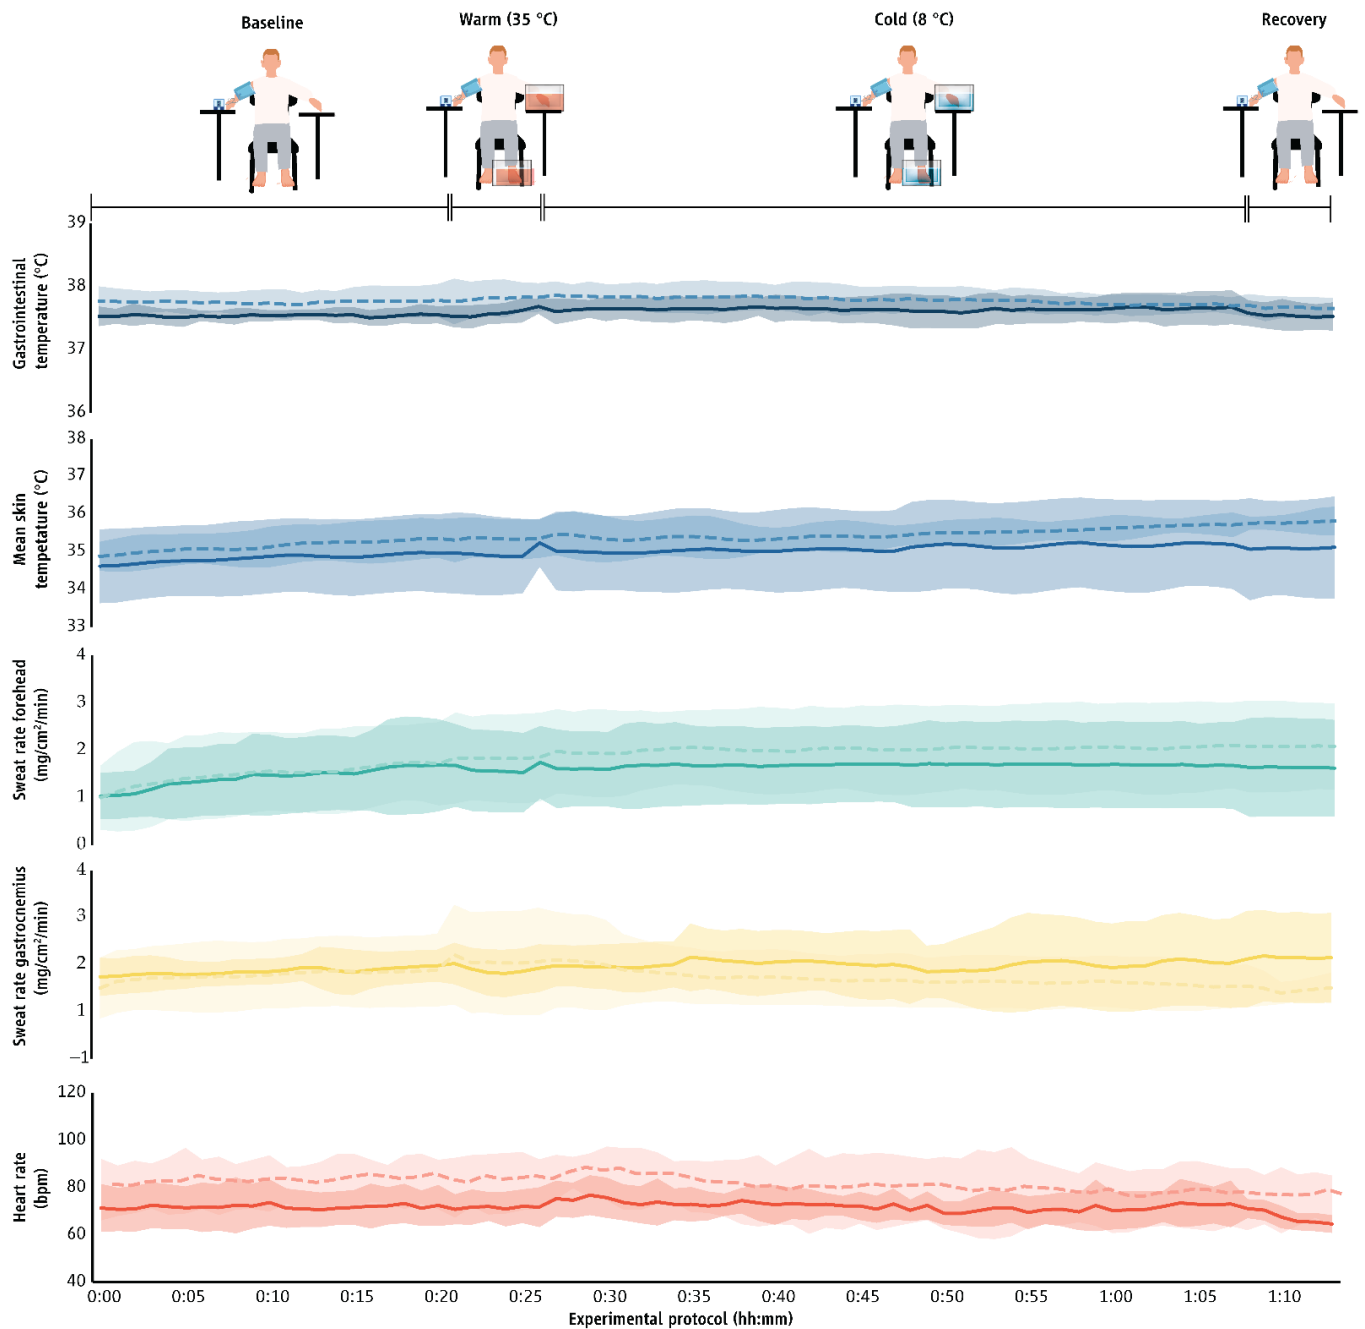 Baseline
Warm (35 °C)
Cold (8 °C)
Recovery
Gastrointestinal
temperature (°C)
39
38
37
36
Mean skin
tempetature (°C)
38
37
36
35
34
33
Sweat rate forehead
(mg/cm²/min)
4
3
2
1
0
Sweat rate gastrocnemius
(mg/cm²/min)
4
3
2
1
−1
Heart rate
(bpm)
120
100
80
60
40
0:00 0:05 0:10 0:15 0:20 0:25 0:30 0:35 0:40 0:45 0:50 0:55 1:00 1:05 1:10
Experimental protocol (hh:mm)